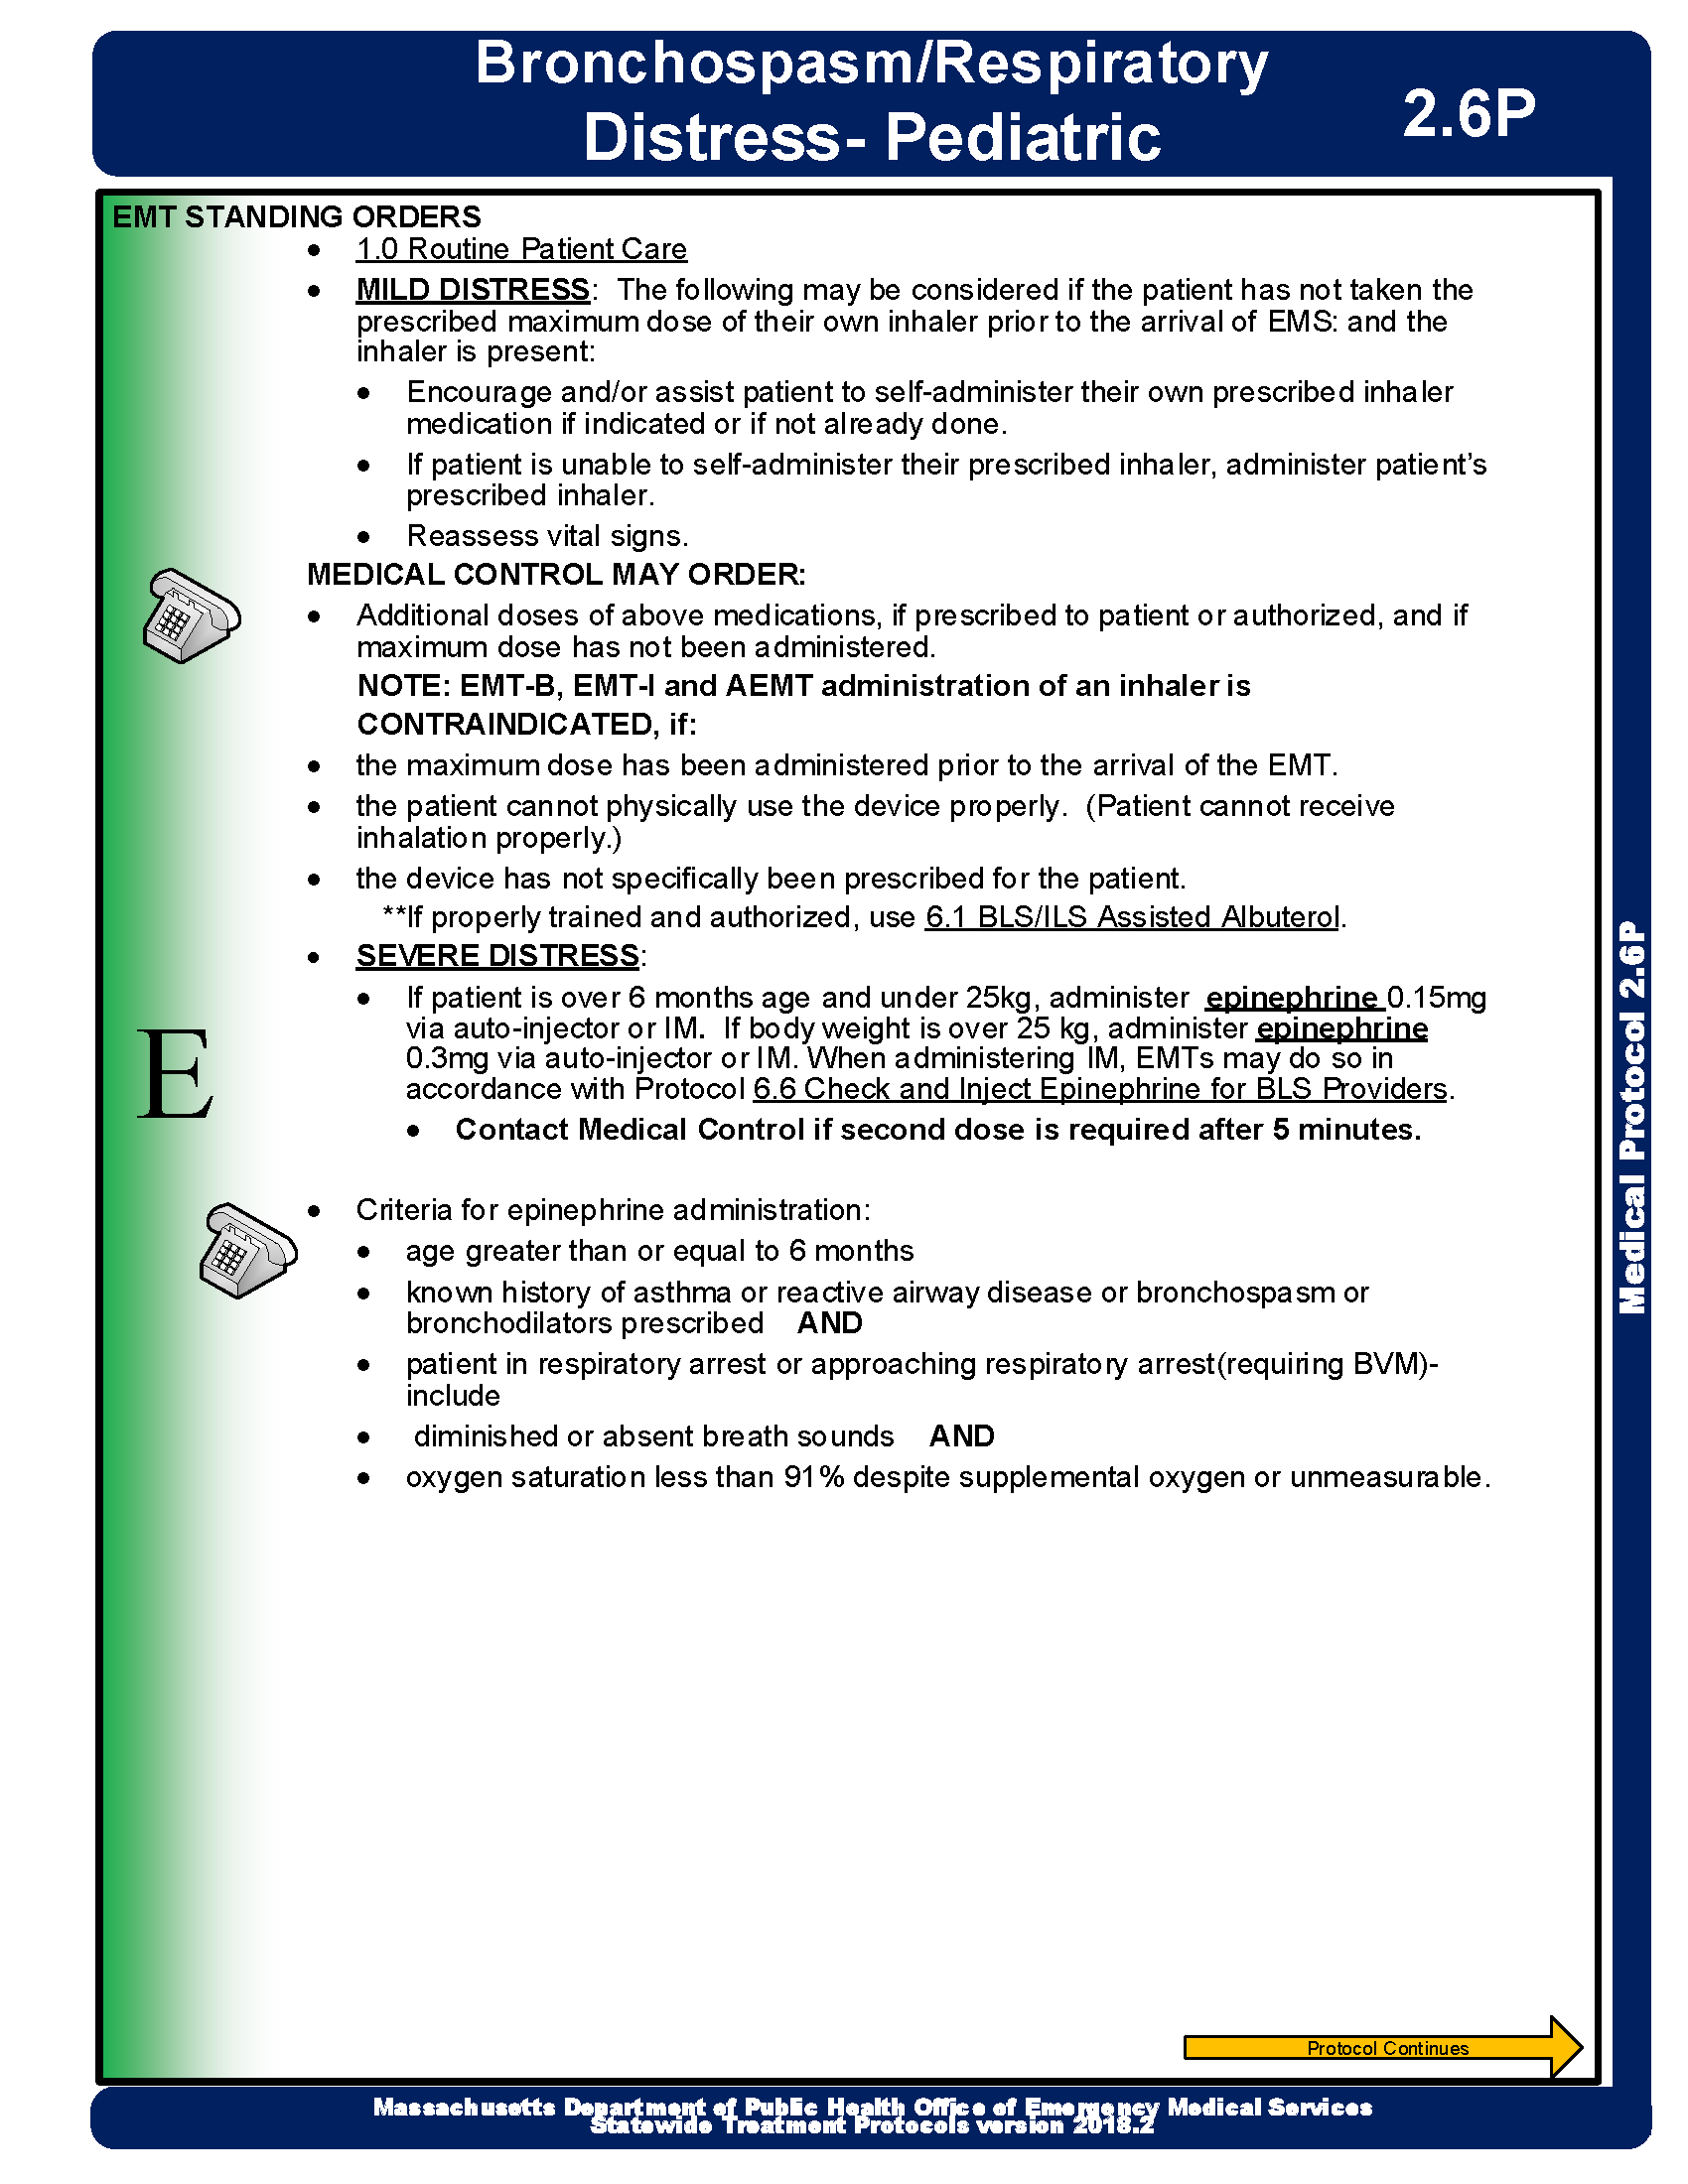 Bronchospasm/Respiratory
Distress- Pediatric
2.6P
EMT STANDING ORDERS
• 1.0 Routine Patient Care
• MILD DISTRESS: The following may be considered if the patient has not taken the
prescribed maximum dose of their own inhaler prior to the arrival of EMS: and the
inhaler is present:
• Encourage and/or assist patient to self-administer their own prescribed inhaler
medication if indicated or if not already done.
• If patient is unable to self-administer their prescribed inhaler, administer patient’s
prescribed inhaler.
• Reassess vital signs.
MEDICAL CONTROL MAY ORDER:
• Additional doses of above medications, if prescribed to patient or authorized, and if
maximum dose has not been administered.
NOTE: EMT-B, EMT-I and AEMT administration of an inhaler is
CONTRAINDICATED, if:
• the maximum dose has been administered prior to the arrival of the EMT.
• the patient cannot physically use the device properly. (Patient cannot receive
inhalation properly.)
• the device has not specifically been prescribed for the patient.
**If properly trained and authorized, use 6.1 BLS/ILS Assisted Albuterol.
• SEVERE DISTRESS:
• If patient is over 6 months age and under 25kg, administer epinephrine 0.15mg
via auto-injector or IM. If body weight is over 25 kg, administer epinephrine
0.3mg via auto-injector or IM. When administering IM, EMTs may do so in
accordance with Protocol 6.6 Check and Inject Epinephrine for BLS Providers.
• Contact Medical Control if second dose is required after 5 minutes.
E
• Criteria for epinephrine administration:
• age greater than or equal to 6 months
• known history of asthma or reactive airway disease or bronchospasm or
bronchodilators prescribed AND
• patient in respiratory arrest or approaching respiratory arrest(requiring BVM)-
include
• diminished or absent breath sounds AND
• oxygen saturation less than 91% despite supplemental oxygen or unmeasurable.
Medical Protocol 2.6P
Protocol Continues
Massachusetts Department of Public Health Office of Emergency Medical Services
Statewide Treatment Protocols version 2018.2